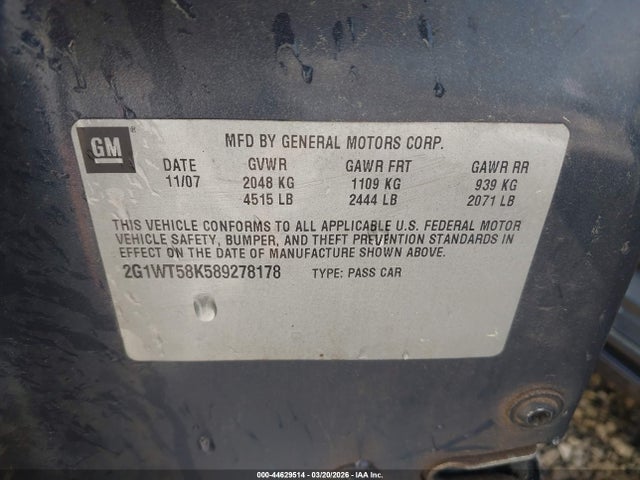 GM
MFD BY GENERAL MOTORS CORP.
DATE GVWR GAWR FRT GAWR RR
11/07 2048 KG 1109 KG 939 KG
4515 LB 2444 LB 2071 LB
THIS VEHICLE CONFORMS TO ALL APPLICABLE U.S. FEDERAL MOTOR
VEHICLE SAFETY, BUMPER, AND THEFT PREVENTION STANDARDS IN
EFFECT ON THE DATE OF MANUFACTURE SHOWN ABOVE.
2G1WT58K589278178 TYPE: PASS CAR
000-44629514 - 03/20/2026 - Copyright IAA, Inc.